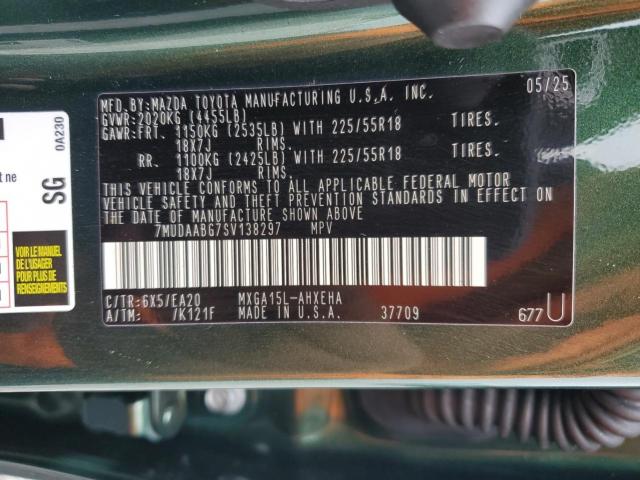 MFD.BY:MAZDA TOYOTA MANUFACTURING U.S.A. INC. 05/25
GVWR:2020KG (4455LB)
GAWR:FRT. 1150KG (2535LB) WITH 225/55R18 TIRES.
18X7J RIMS.
RR. 1100KG (2425LB) WITH 225/55R18 TIRES.
18X7J RIMS.
THIS VEHICLE CONFORMS TO ALL APPLICABLE FEDERAL MOTOR
VEHICLE SAFETY AND THEFT PREVENTION STANDARDS IN EFFECT ON
THE DATE OF MANUFACTURE SHOWN ABOVE.
7MUDAABG7SV138297 MPV
C/TR:6X5/EA20 MXGA15L-AHXEHA
A/TM: /K121F MADE IN U.S.A. 37709 677U
0A230
SG
t ne
VOIR LE MANUEL
DE L'USAGER
POUR PLUS DE
RENSEIGNEMENTS